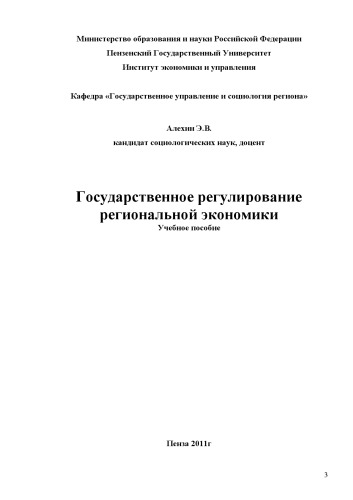 Министерство образования и науки Российской Федерации
Пензенский Государственный Университет
Институт экономики и управления
Кафедра «Государственное управление и социология региона»
Алехин Э.В.
кандидат социологических наук, доцент
Государственное регулирование
региональной экономики
Учебное пособие
Пенза 2011г
3